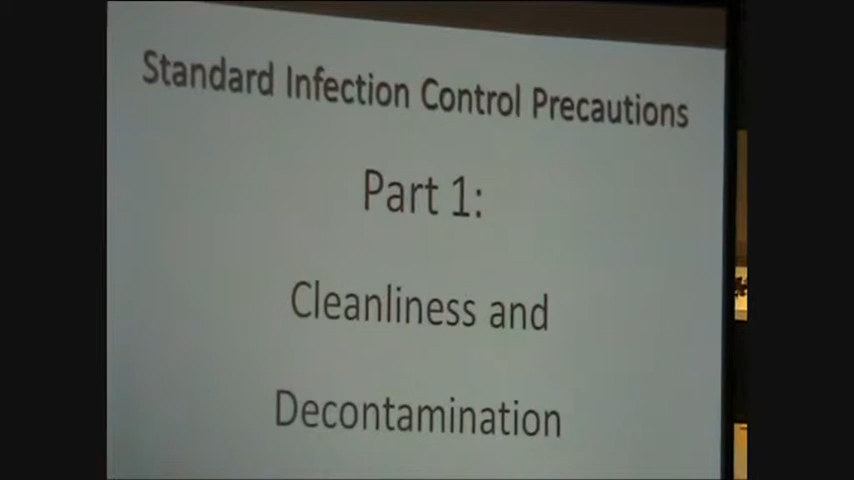 Standard Infection Control Precautions
Part 1:
Cleanliness and
Decontamination